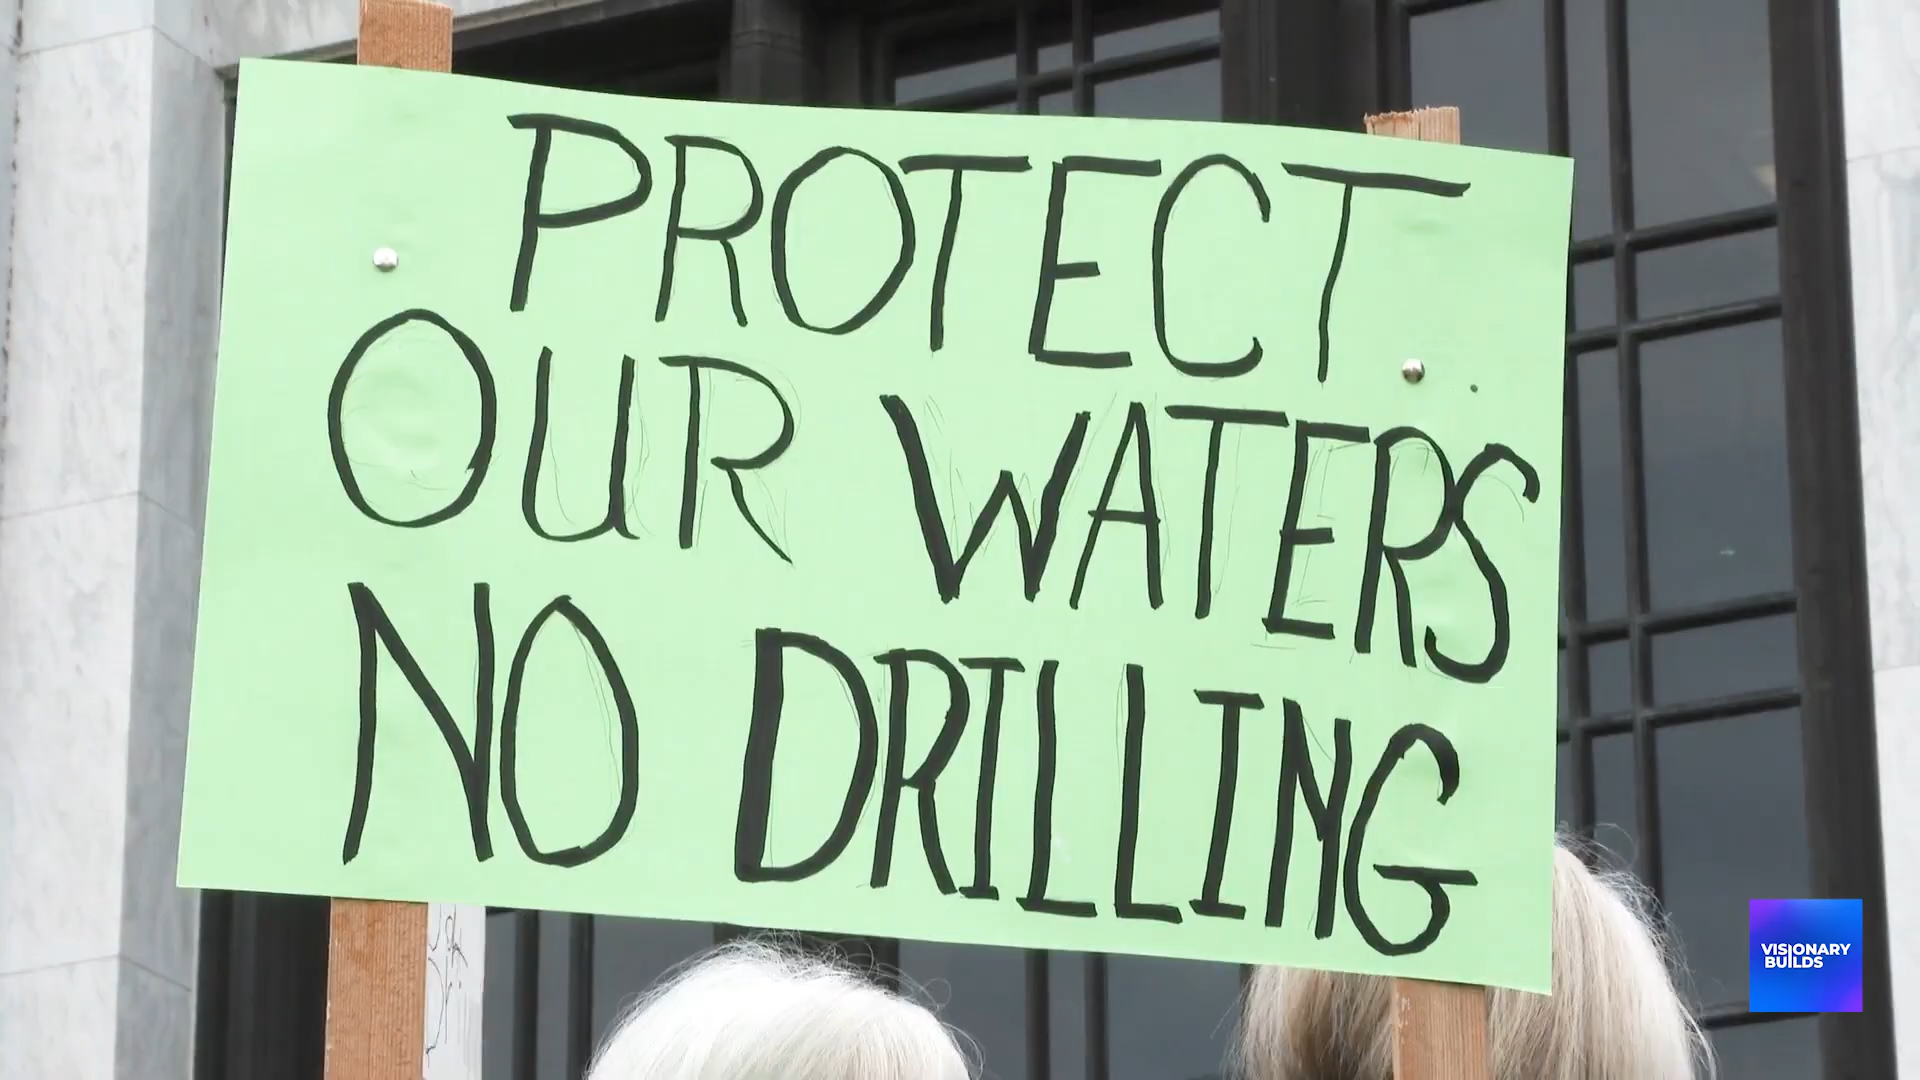 PROTECT
OUR WATERS
NO DRILLING
VISIONARY
BUILDS